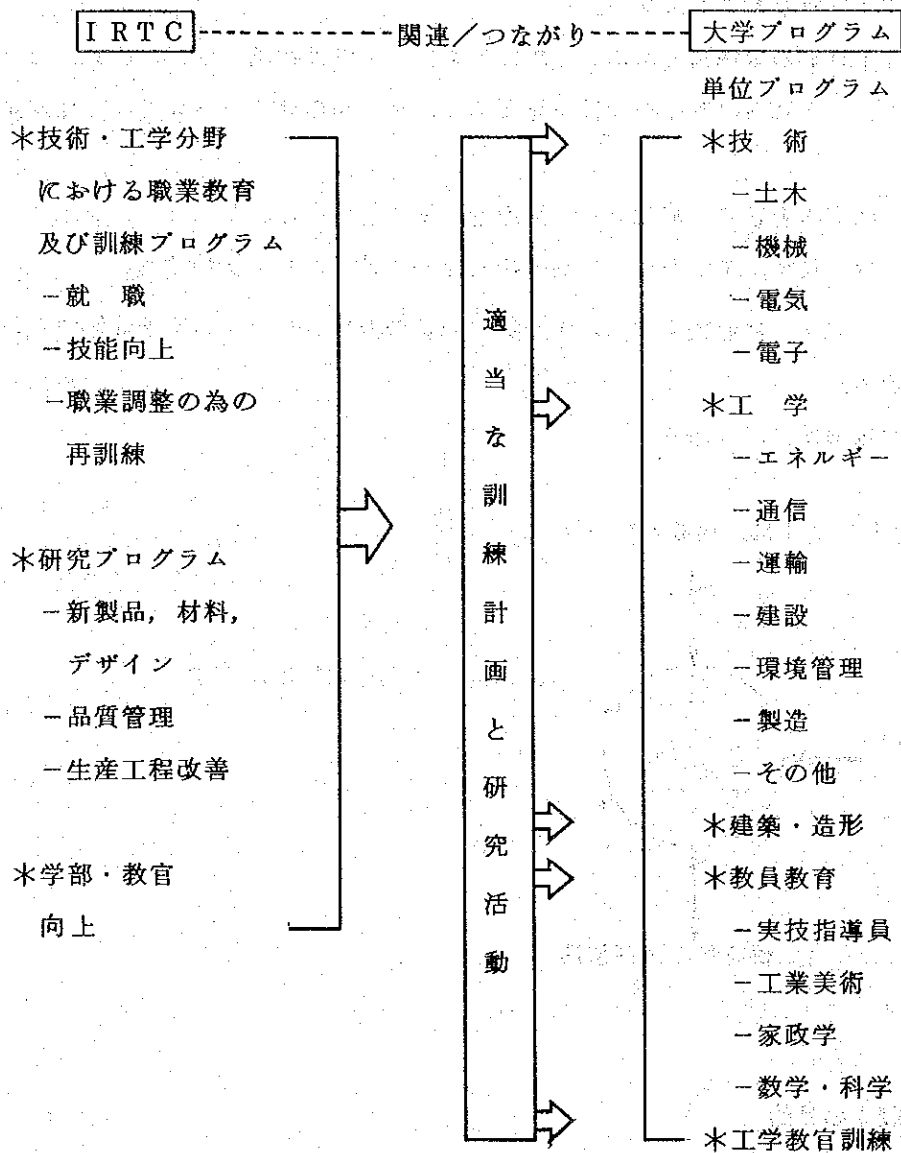 IRTC 関連／つながり 大学プログラム
単位プログラム
＊技術・工学分野
における職業教育
及び訓練プログラム
－就　職
－技能向上
－職業調整の為の
再訓練
＊研究プログラム
－新製品，材料，
デザイン
－品質管理
－生産工程改善
＊学部・教官
向上
適当な訓練計画と研究活動
＊技　術
－土木
－機械
－電気
－電子
＊工　学
－エネルギー
－通信
－運輸
－建設
－環境管理
－製造
－その他
＊建築・造形
＊教員教育
－実技指導員
－工業美術
－家政学
－数学・科学
＊工学教官訓練